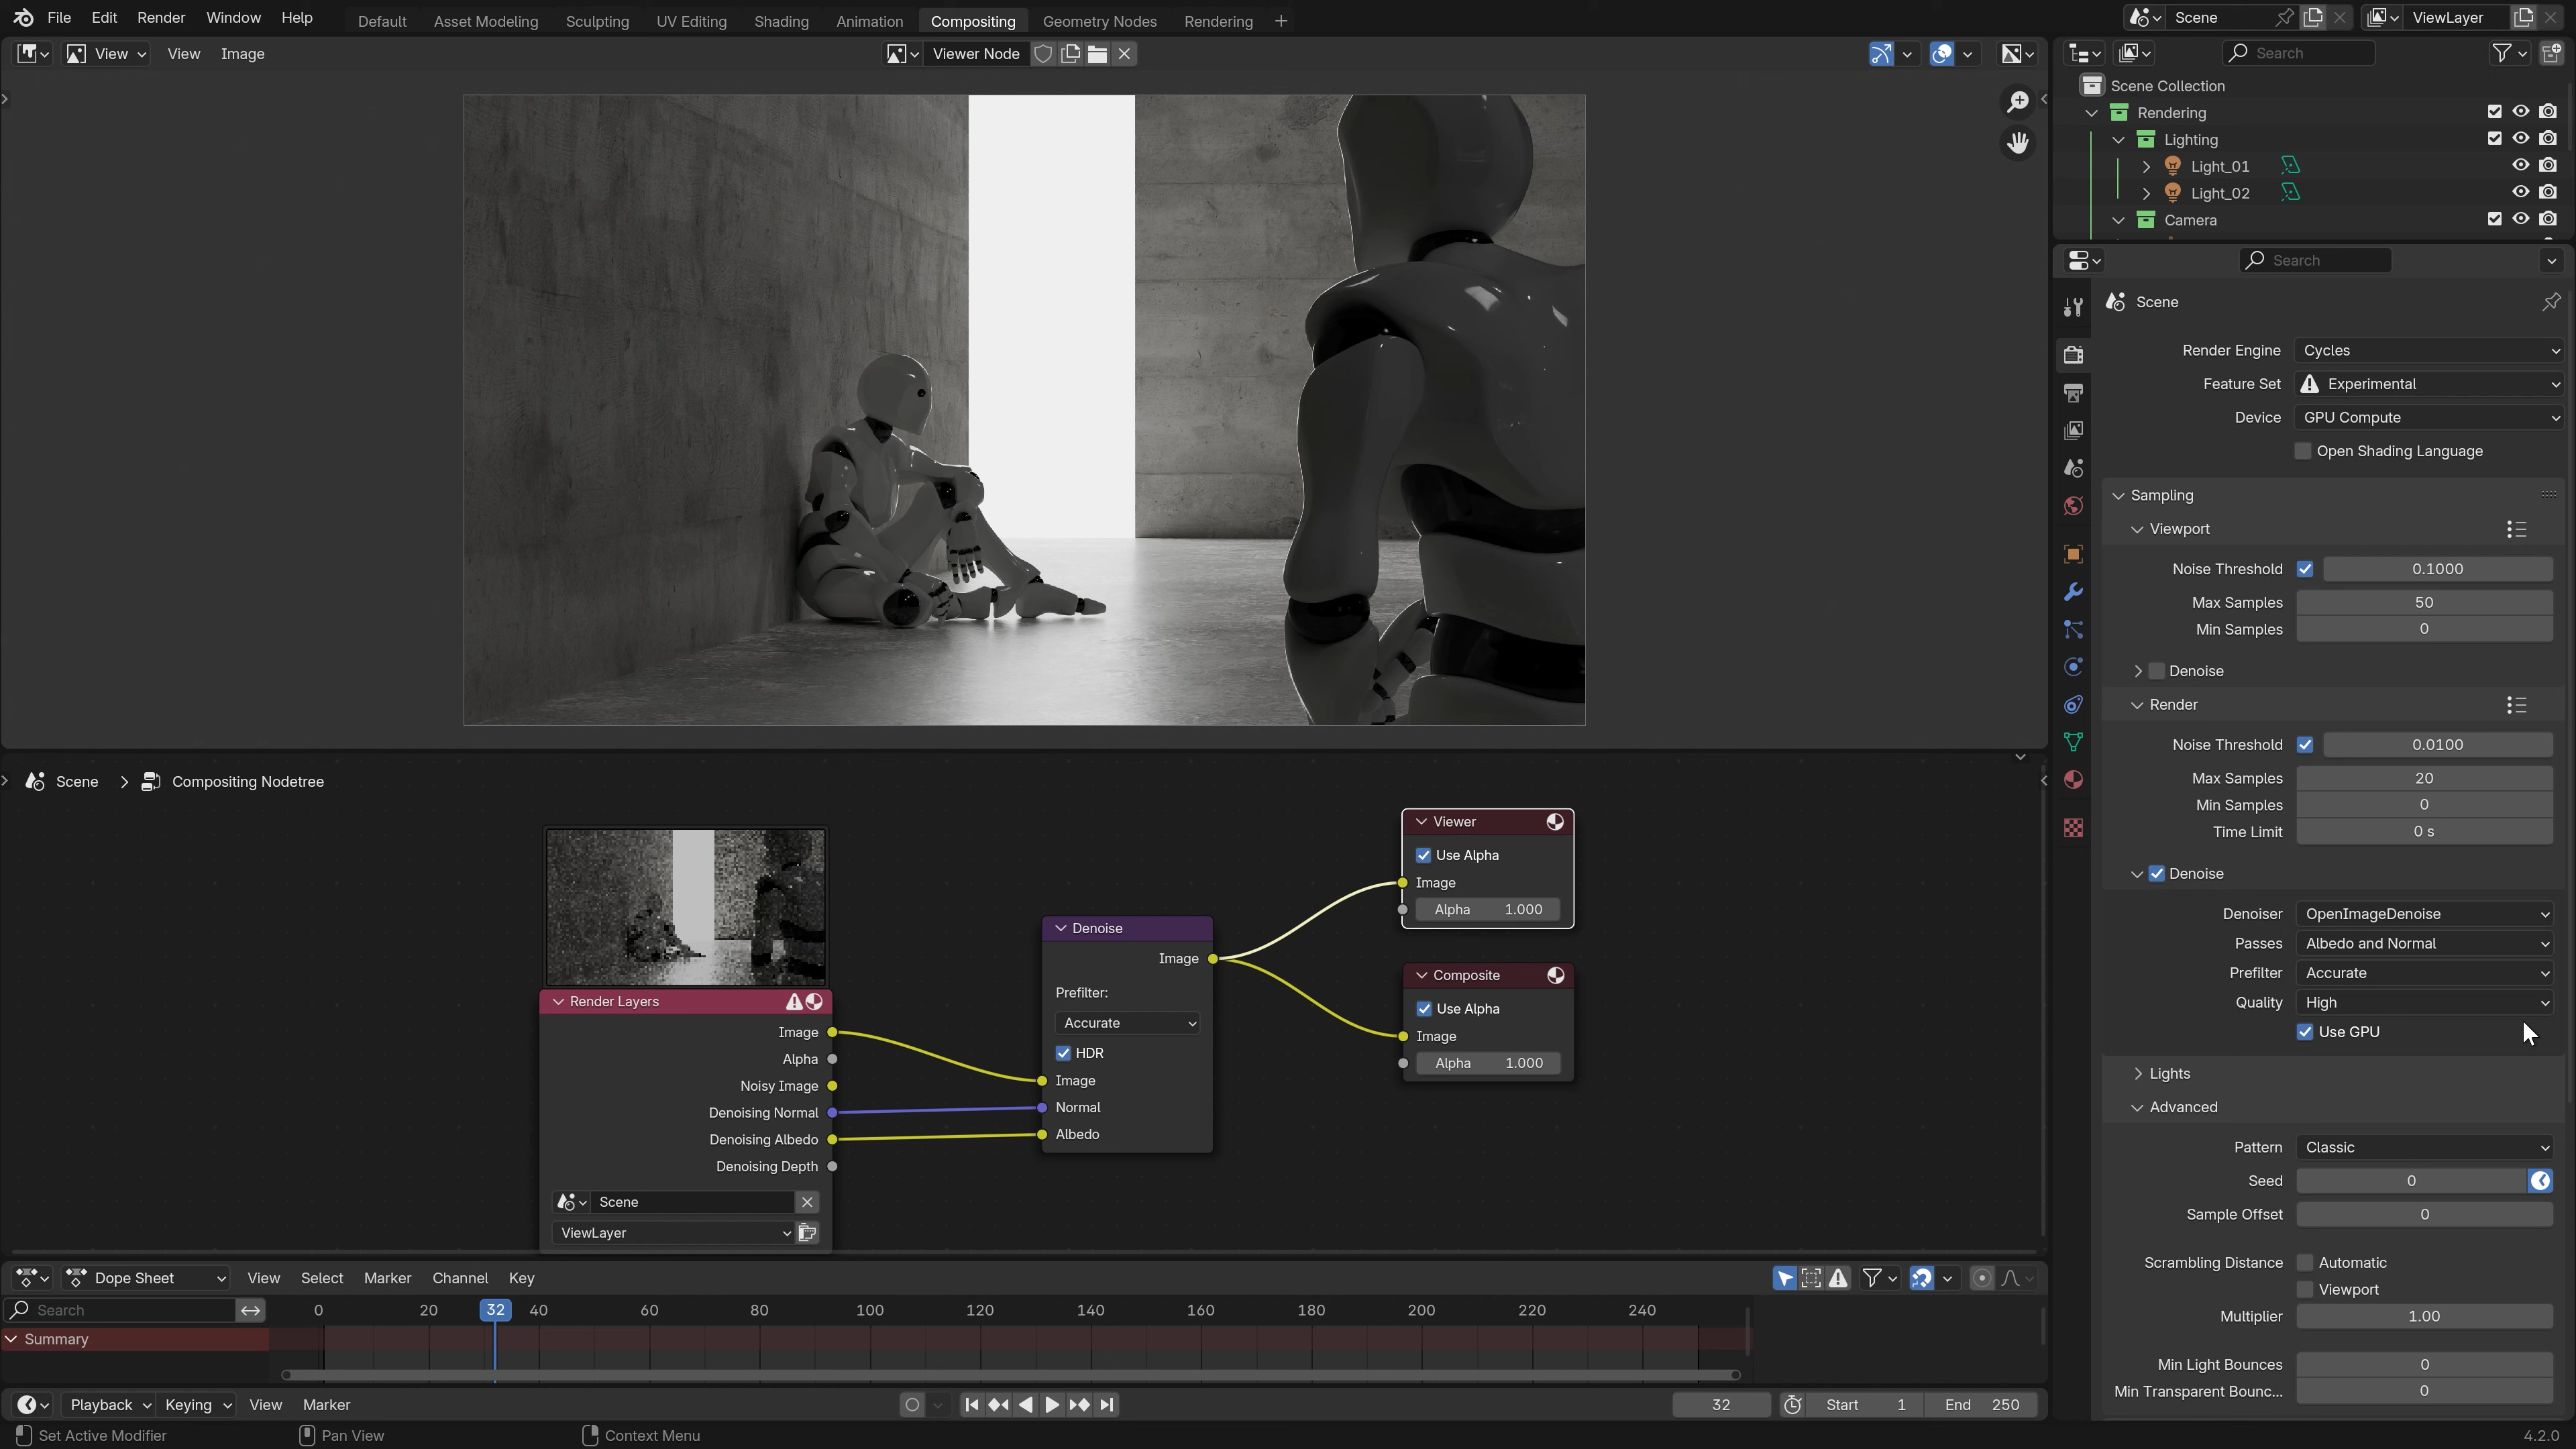 File Edit Render Window Help Default Asset Modeling Sculpting UV Editing Shading Animation Compositing Geometry Nodes Rendering + Scene ViewLayer
View View Image Viewer Node Search
Scene Collection
Rendering
Lighting
Light_01
Light_02
Camera
Search
Scene
Render Engine Cycles
Feature Set Experimental
Device GPU Compute
Open Shading Language
Sampling
Viewport
Noise Threshold 0.1000
Max Samples 50
Min Samples 0
Denoise
Render
Noise Threshold 0.0100
Max Samples 20
Min Samples 0
Time Limit 0 s
Denoise
Denoiser OpenImageDenoise
Passes Albedo and Normal
Prefilter Accurate
Quality High
Use GPU
Lights
Advanced
Pattern Classic
Seed 0
Sample Offset 0
Scrambling Distance Automatic
Viewport
Multiplier 1.00
Min Light Bounces 0
Min Transparent Bounc... 0
Scene > Compositing Nodetree
Render Layers
Image
Alpha
Noisy Image
Denoising Normal
Denoising Albedo
Denoising Depth
Scene
ViewLayer
Denoise
Image
Prefilter:
Accurate
HDR
Image
Normal
Albedo
Viewer
Use Alpha
Image
Alpha 1.000
Composite
Use Alpha
Image
Alpha 1.000
Dope Sheet View Select Marker Channel Key
Search 0 20 32 40 60 80 100 120 140 160 180 200 220 240
Summary
Playback Keying View Marker 32 Start 1 End 250
Set Active Modifier Pan View Context Menu 4.2.0